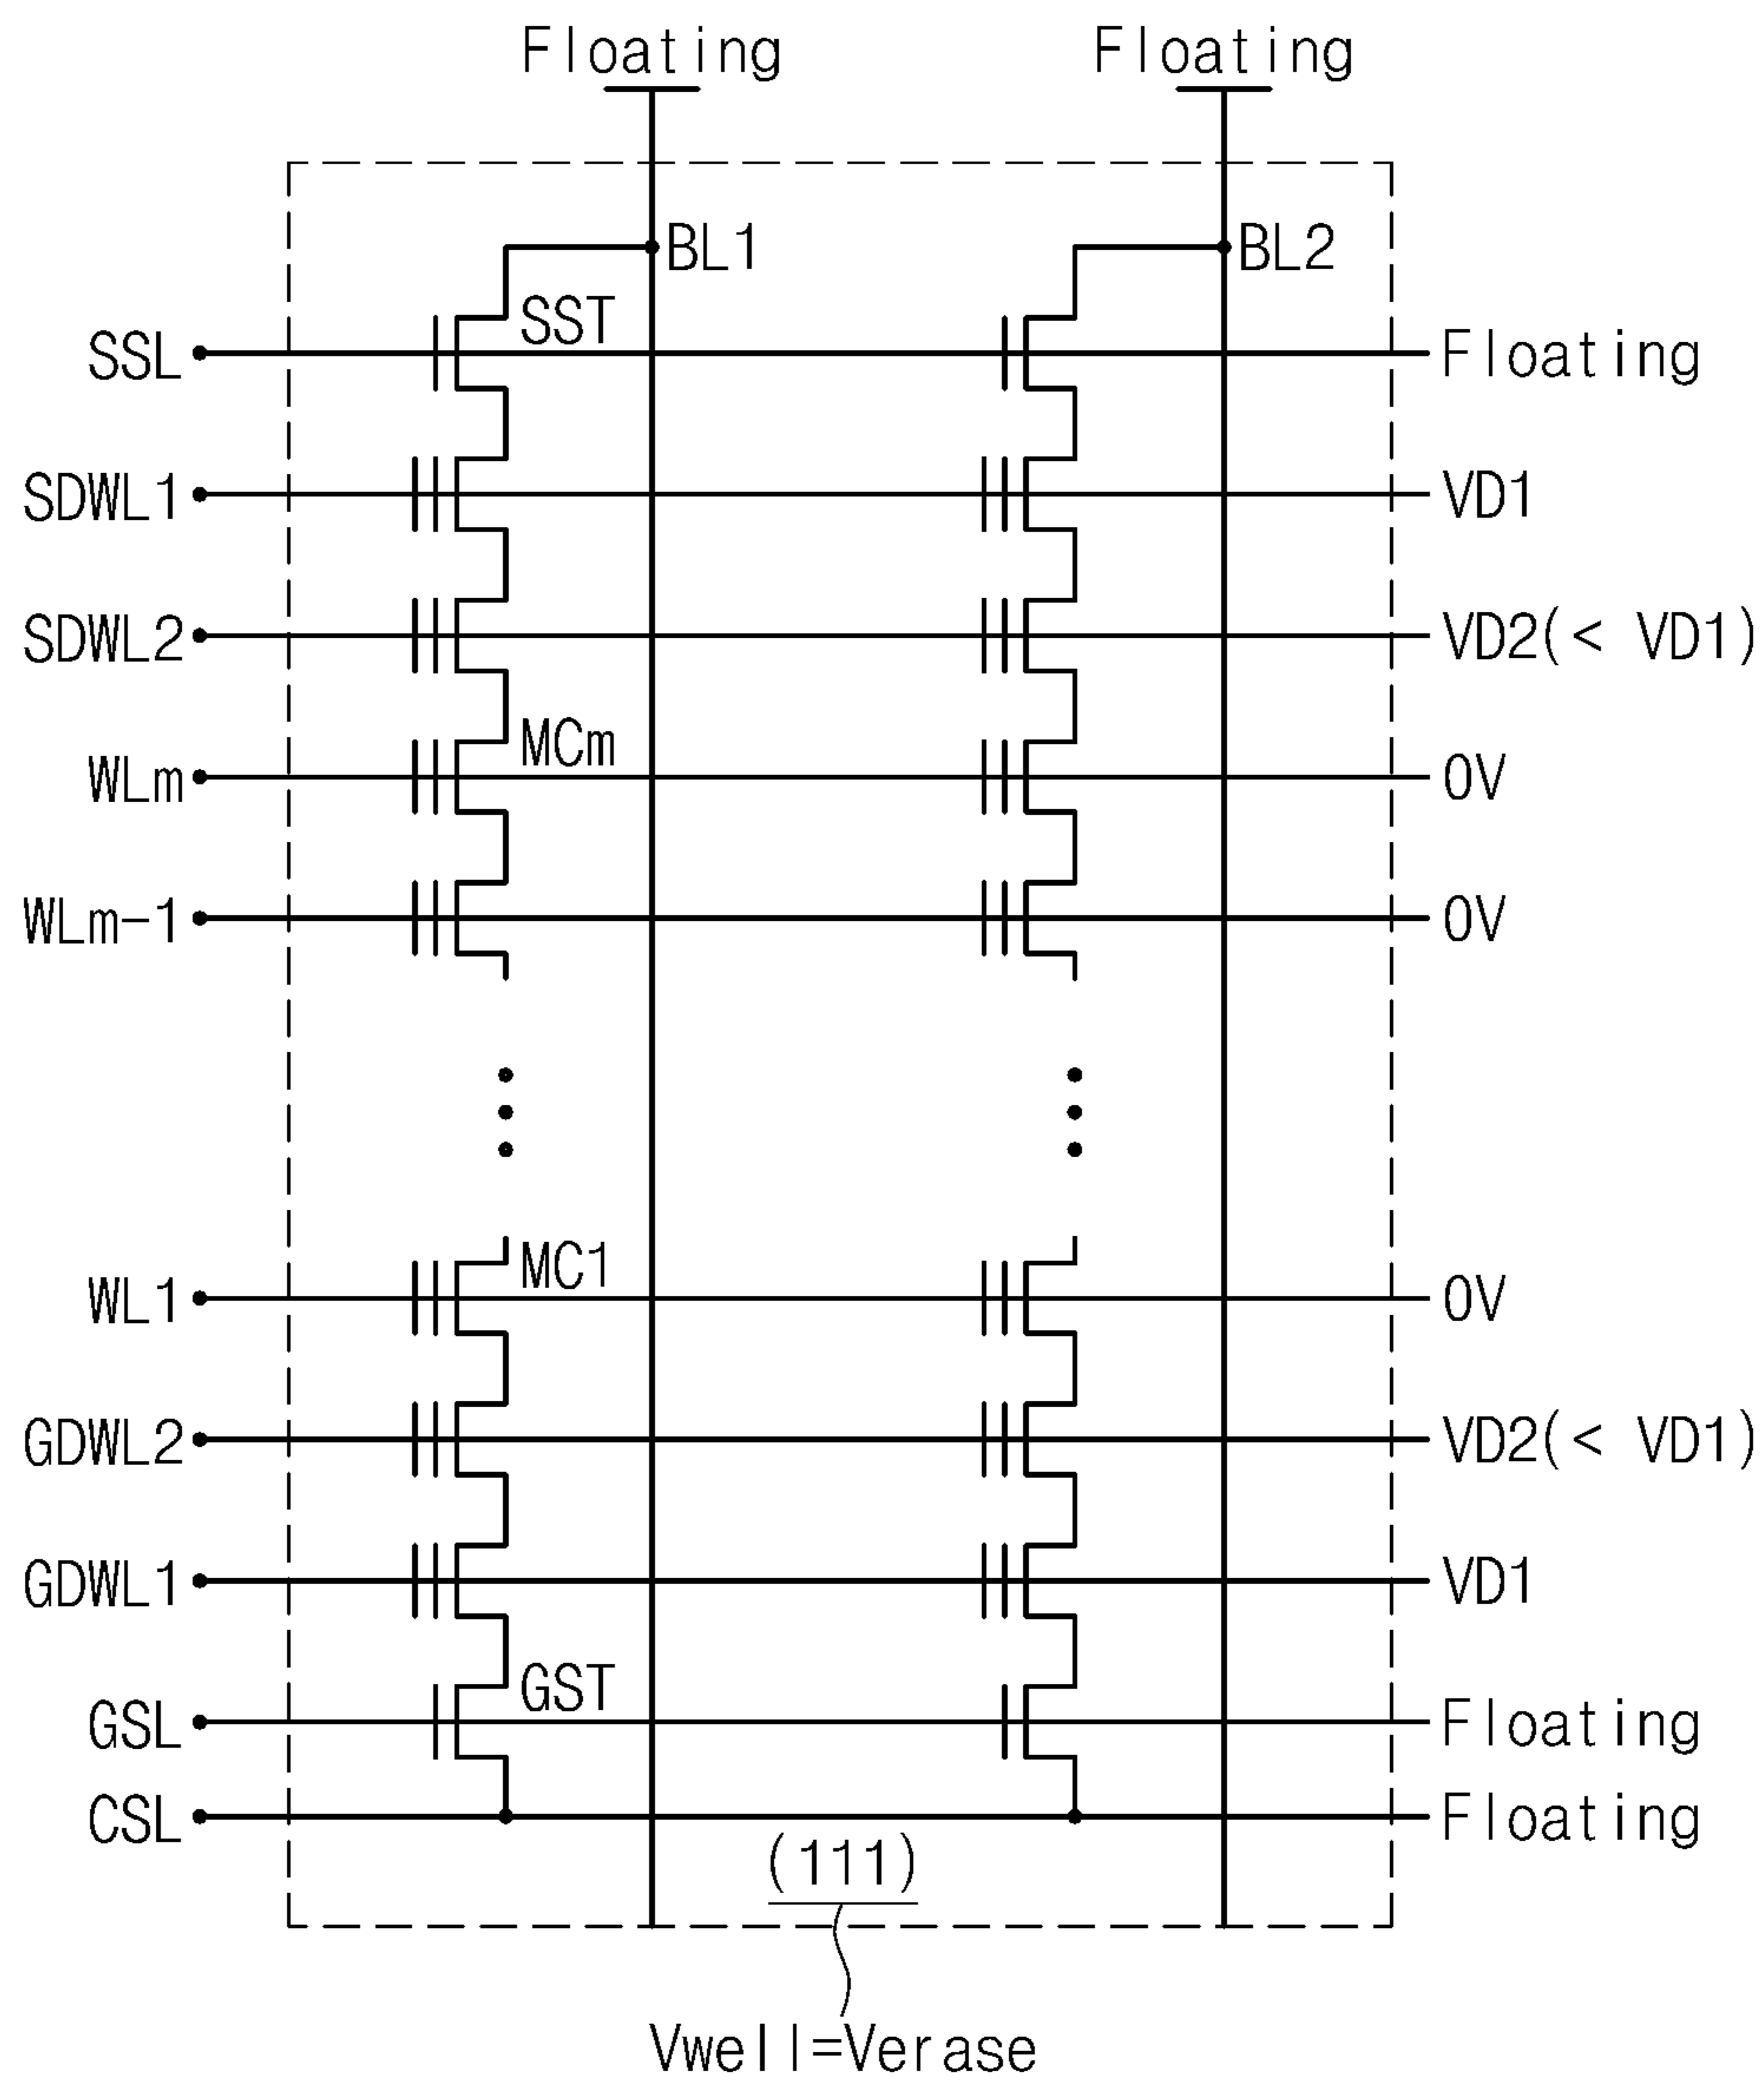 Floating Floating
BL1 BL2
SST
SSL Floating
SDWL1 VD1
SDWL2 VD2(< VD1)
MCm
WLm 0V
WLm-1 0V
MC1
WL1 0V
GDWL2 VD2(< VD1)
GDWL1 VD1
GST
GSL Floating
CSL Floating
(111)
Vwell=Verase